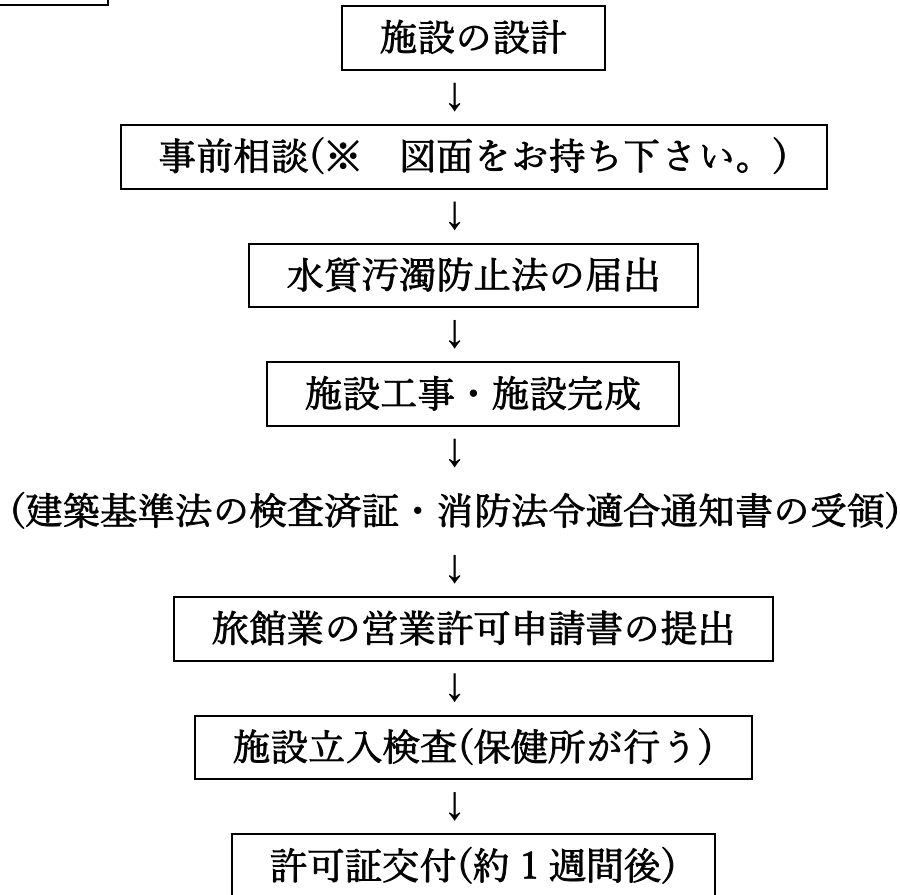 施設の設計
↓
事前相談(※　図面をお持ち下さい。)
↓
水質汚濁防止法の届出
↓
施設工事・施設完成
↓
(建築基準法の検査済証・消防法令適合通知書の受領)
↓
旅館業の営業許可申請書の提出
↓
施設立入検査(保健所が行う)
↓
許可証交付(約 1 週間後)